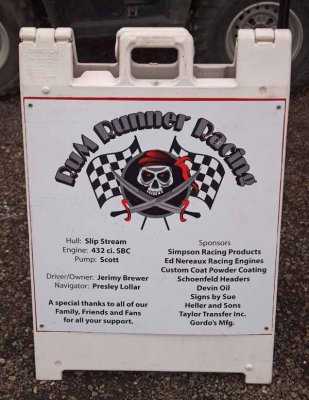 RuM Runner Racing
Hull: Slip Stream
Engine: 432 ci. SBC
Pump: Scott
Driver/Owner: Jerimy Brewer
Navigator: Presley Lollar
A special thanks to all of our
Family, Friends and Fans
for all your support.
Sponsors
Simpson Racing Products
Ed Nereaux Racing Engines
Custom Coat Powder Coating
Schoenfeld Headers
Devin Oil
Signs by Sue
Heller and Sons
Taylor Transfer Inc.
Gordo's Mfg.